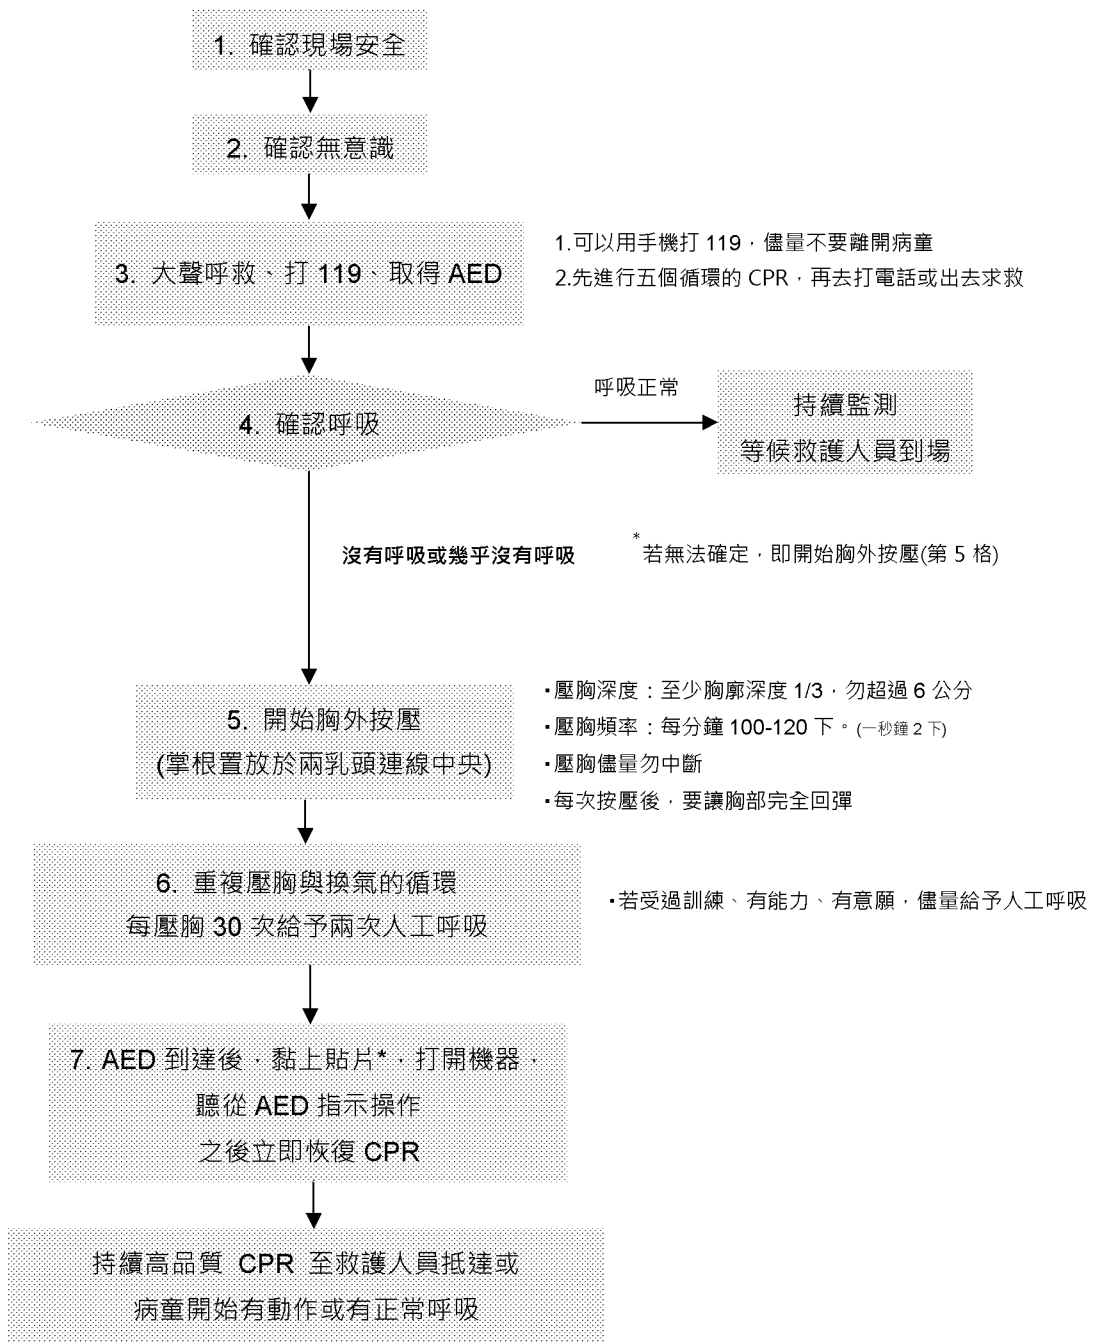 1. 確認現場安全
2. 確認無意識
3. 大聲呼救、打 119、取得 AED
1.可以用手機打 119，儘量不要離開病童
2.先進行五個循環的 CPR，再去打電話或出去求救
4. 確認呼吸
呼吸正常
持續監測
等候救護人員到場
沒有呼吸或幾乎沒有呼吸
*若無法確定，即開始胸外按壓(第 5 格)
5. 開始胸外按壓
(掌根置放於兩乳頭連線中央)
▪壓胸深度：至少胸廓深度 1/3，勿超過 6 公分
▪壓胸頻率：每分鐘 100-120 下。(一秒鐘 2 下)
▪壓胸儘量勿中斷
▪每次按壓後，要讓胸部完全回彈
6. 重複壓胸與換氣的循環
每壓胸 30 次給予兩次人工呼吸
▪若受過訓練、有能力、有意願，儘量給予人工呼吸
7. AED 到達後，黏上貼片*，打開機器，
聽從 AED 指示操作
之後立即恢復 CPR
持續高品質 CPR 至救護人員抵達或
病童開始有動作或有正常呼吸